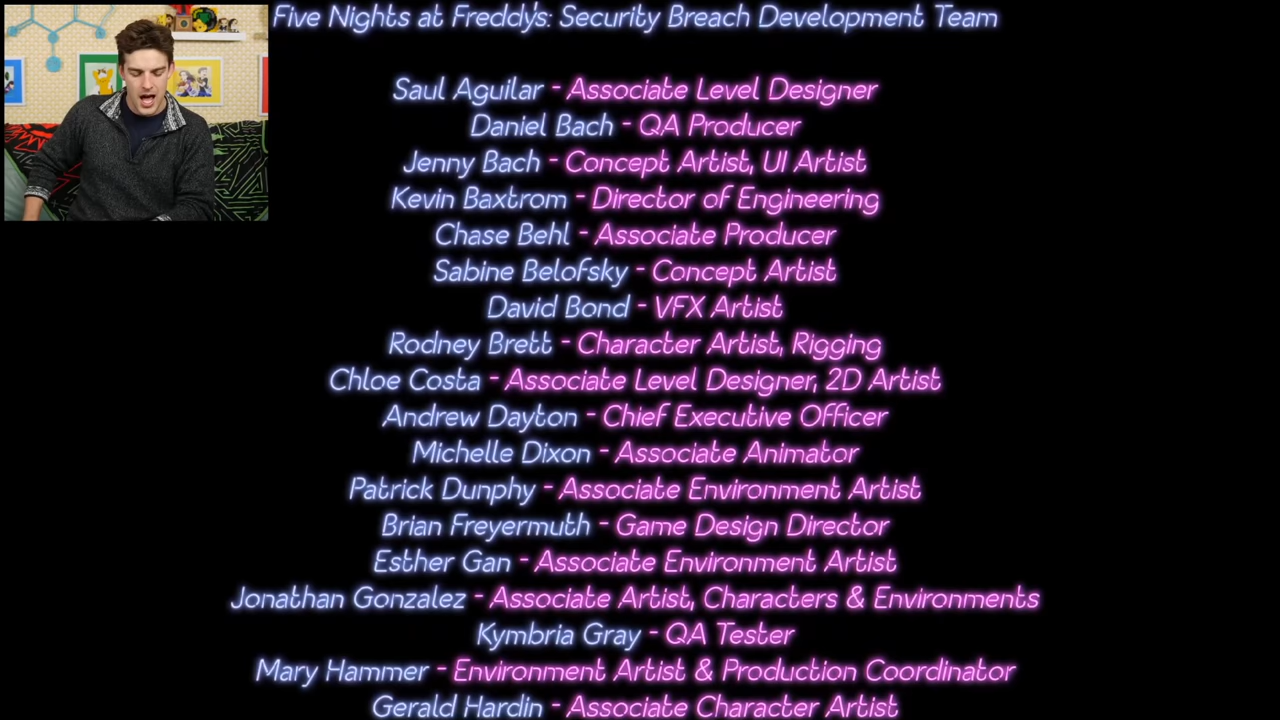 Five Nights at Freddy's: Security Breach Development Team
Saul Aguilar - Associate Level Designer
Daniel Bach - QA Producer
Jenny Bach - Concept Artist, UI Artist
Kevin Baxtrom - Director of Engineering
Chase Behl - Associate Producer
Sabine Belofsky - Concept Artist
David Bond - VFX Artist
Rodney Brett - Character Artist, Rigging
Chloe Costa - Associate Level Designer, 2D Artist
Andrew Dayton - Chief Executive Officer
Michelle Dixon - Associate Animator
Patrick Dunphy - Associate Environment Artist
Brian Freyermuth - Game Design Director
Esther Gan - Associate Environment Artist
Jonathan Gonzalez - Associate Artist, Characters & Environments
Kymbria Gray - QA Tester
Mary Hammer - Environment Artist & Production Coordinator
Gerald Hardin - Associate Character Artist